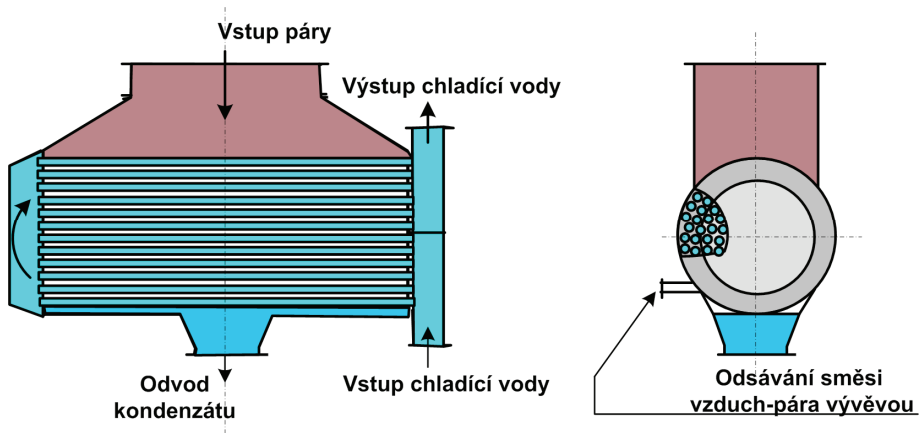 Vstup páry
Výstup chladící vody
Odvod
kondenzátu
Vstup chladící vody
Odsávání směsi
vzduch-pára vývěvou